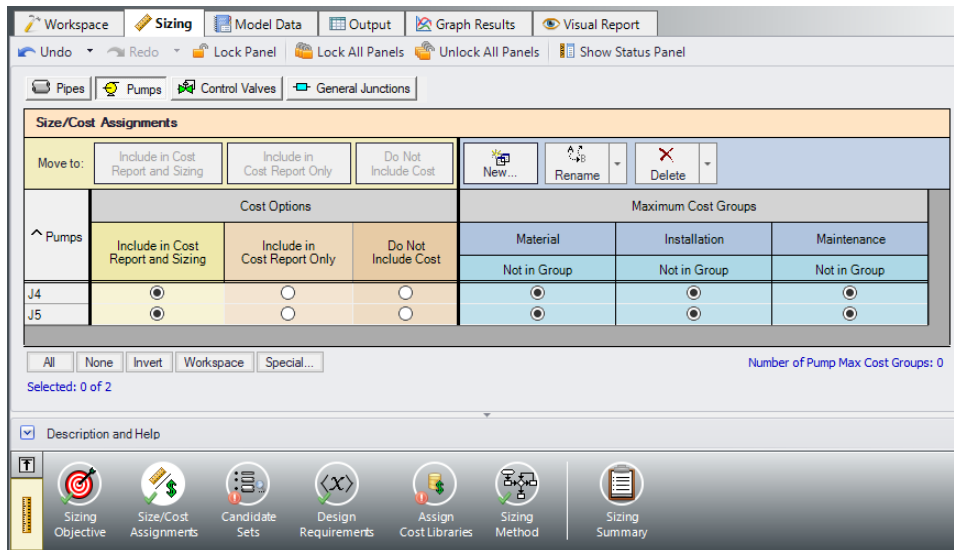 Workspace Sizing Model Data Output Graph Results Visual Report
Undo Redo Lock Panel Lock All Panels Unlock All Panels Show Status Panel
Pipes Pumps Control Valves General Junctions
Size/Cost Assignments
Move to: Include in Cost Report and Sizing Include in Cost Report Only Do Not Include Cost New... Rename Delete
Cost Options Maximum Cost Groups
Pumps Include in Cost Report and Sizing Include in Cost Report Only Do Not Include Cost Material Installation Maintenance
Not in Group Not in Group Not in Group
J4
J5
All None Invert Workspace Special... Number of Pump Max Cost Groups: 0
Selected: 0 of 2
Description and Help
Sizing Objective Size/Cost Assignments Candidate Sets Design Requirements Assign Cost Libraries Sizing Method Sizing Summary